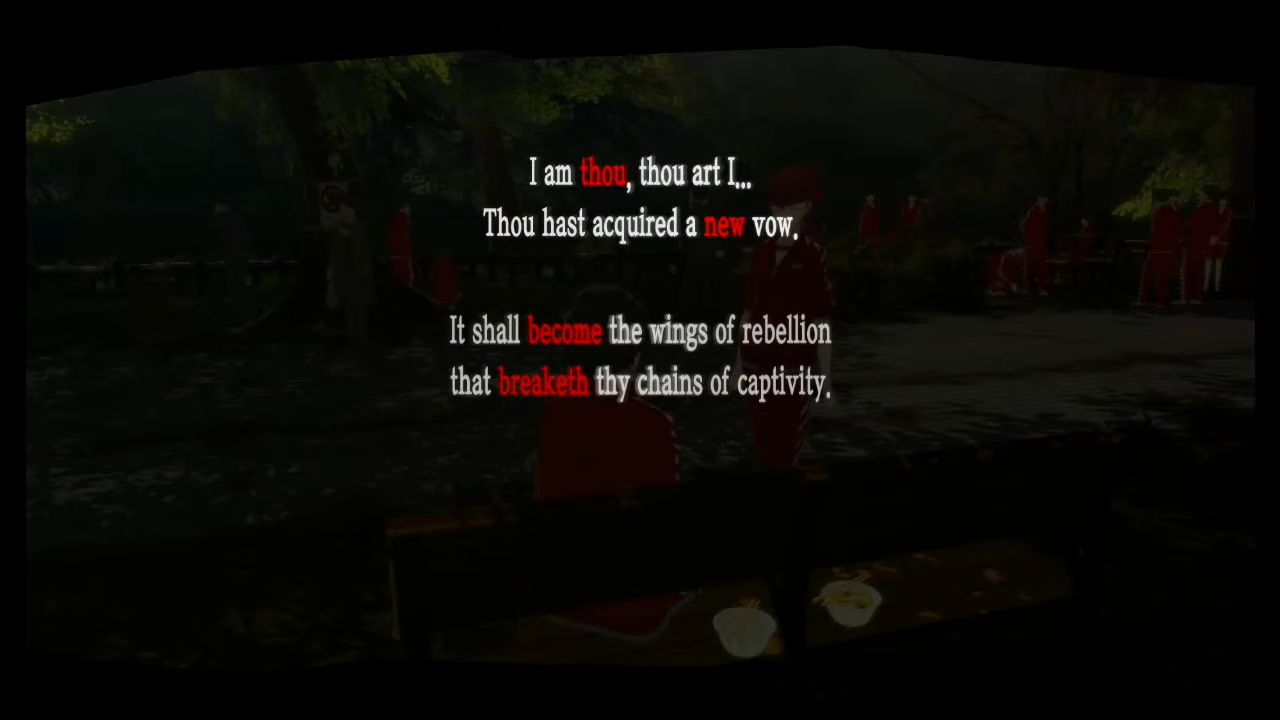 I am thou, thou art I...
Thou hast acquired a new vow.
It shall become the wings of rebellion
that breaketh thy chains of captivity.